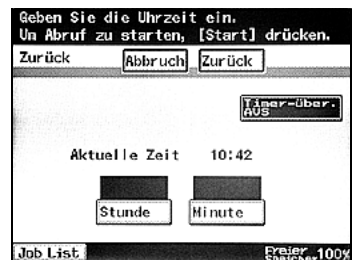 Geben Sie die Uhrzeit ein.
Um Abruf zu starten, [Start] drücken.
Zurück Abbruch Zurück
Timer-über.
AUS
Aktuelle Zeit 10:42
Stunde Minute
Job List Freier
Speicher 100%